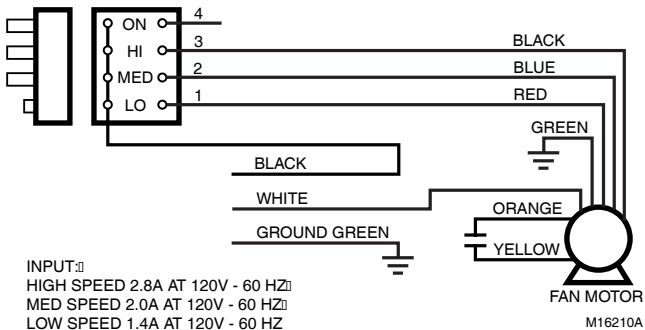 4
ON
3
HI
BLACK
2
MED
BLUE
1
LO
RED
GREEN
BLACK
WHITE
ORANGE
GROUND GREEN
YELLOW
INPUT:
HIGH SPEED 2.8A AT 120V - 60 HZ
MED SPEED 2.0A AT 120V - 60 HZ
LOW SPEED 1.4A AT 120V - 60 HZ
FAN MOTOR
M16210A